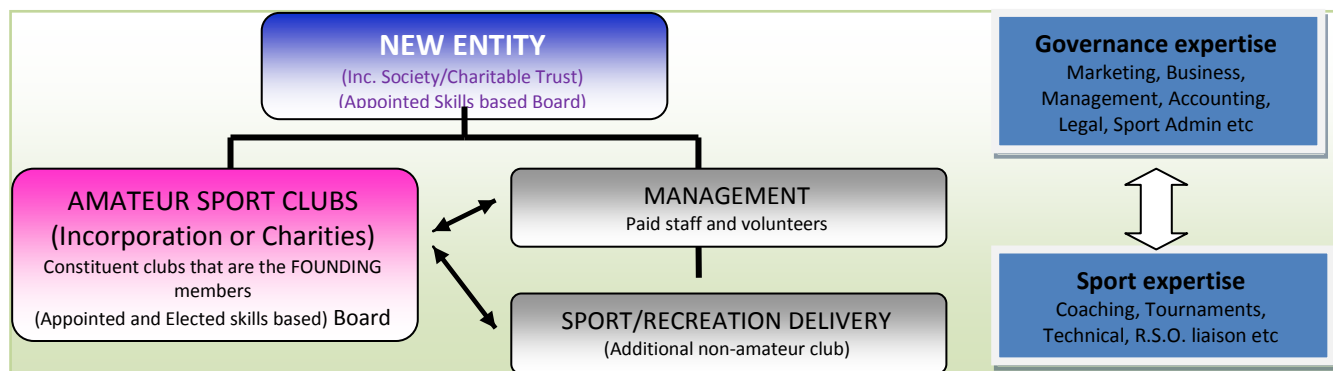 NEW ENTITY
(Inc. Society/Charitable Trust)
(Appointed Skills based Board)
AMATEUR SPORT CLUBS
(Incorporation or Charities)
Constituent clubs that are the FOUNDING
members
(Appointed and Elected skills based) Board
MANAGEMENT
Paid staff and volunteers
SPORT/RECREATION DELIVERY
(Additional non-amateur club)
Governance expertise
Marketing, Business,
Management, Accounting,
Legal, Sport Admin etc
Sport expertise
Coaching, Tournaments,
Technical, R.S.O. liaison etc